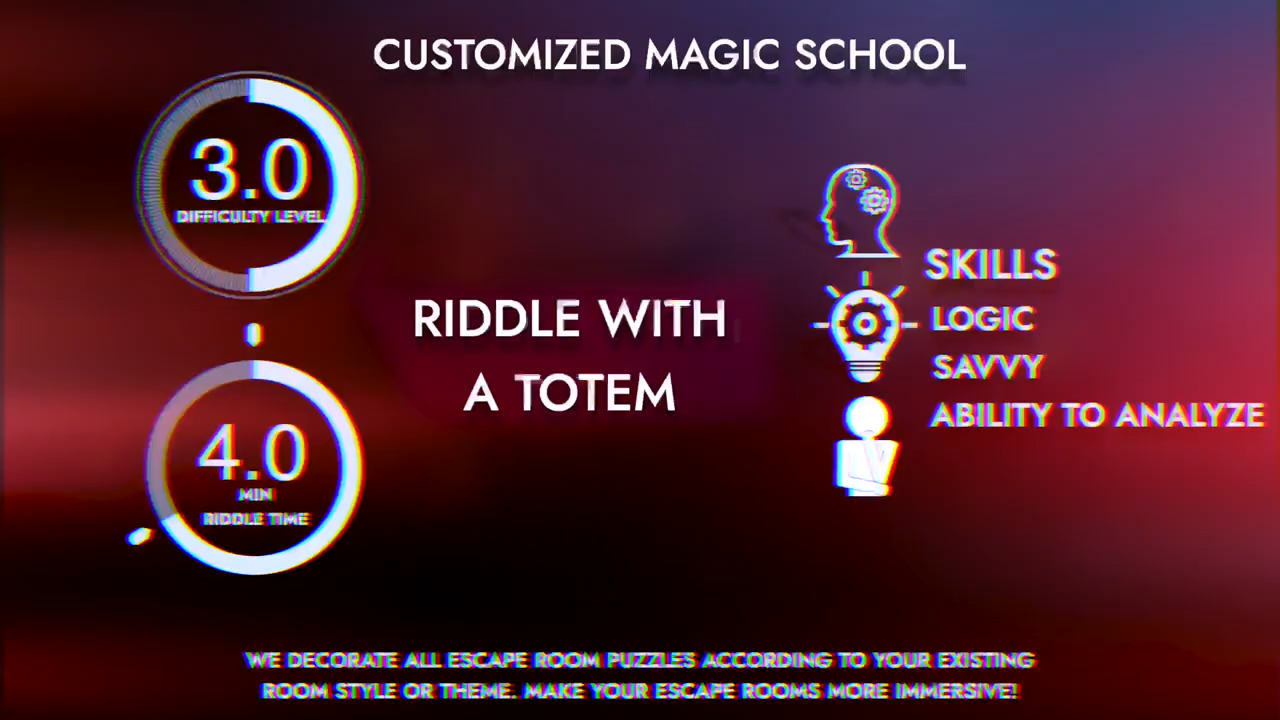 CUSTOMIZED MAGIC SCHOOL
3.0
DIFFICULTY LEVEL
RIDDLE WITH
A TOTEM
4.0
MIN
RIDDLE TIME
SKILLS
LOGIC
SAVVY
ABILITY TO ANALYZE
WE DECORATE ALL ESCAPE ROOM PUZZLES ACCORDING TO YOUR EXISTING
ROOM STYLE OR THEME. MAKE YOUR ESCAPE ROOMS MORE IMMERSIVE!